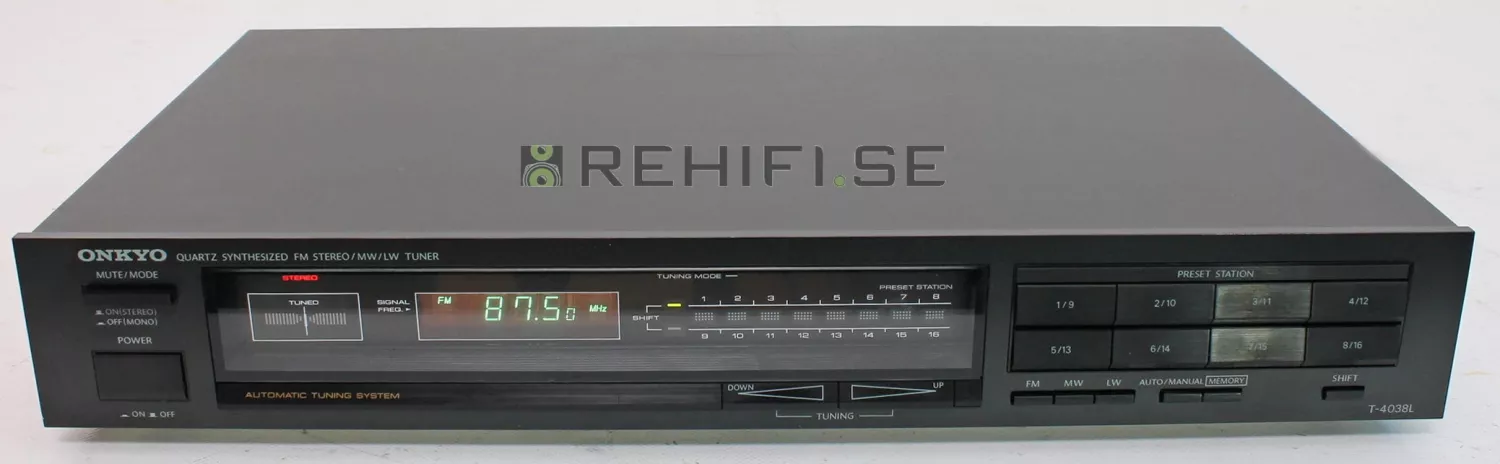 REHIFI.SE
ONKYO QUARTZ SYNTHESIZED FM STEREO/MW/LW TUNER
MUTE/MODE
ON(STEREO)
OFF(MONO)
POWER
ON OFF
STEREO
TUNED
SIGNAL
FREQ.
FM 87.50 MHz
TUNING MODE
PRESET STATION
1 2 3 4 5 6 7 8
SHIFT
9 10 11 12 13 14 15 16
AUTOMATIC TUNING SYSTEM
DOWN UP
TUNING
PRESET STATION
1/9 2/10 3/11 4/12
5/13 6/14 7/15 8/16
FM MW LW AUTO/MANUAL MEMORY SHIFT
T-4038L